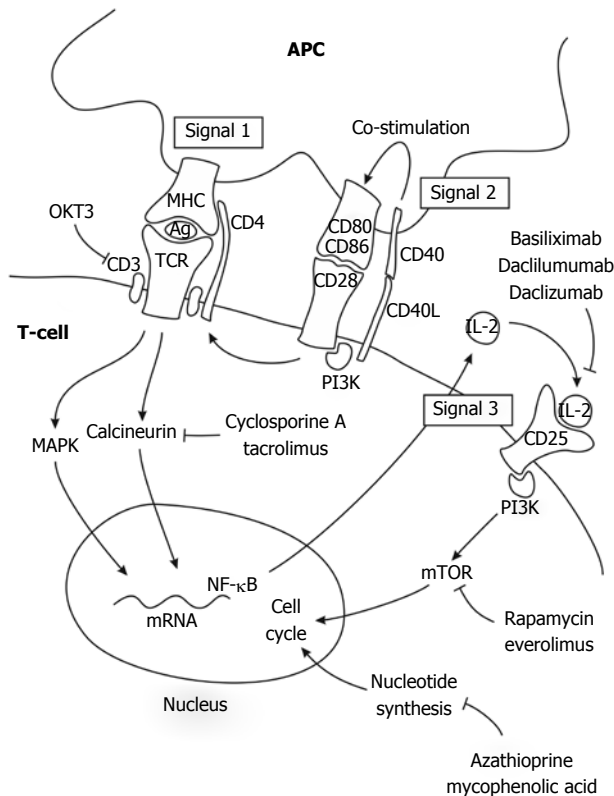 APC
Signal 1
Co-stimulation
Signal 2
MHC
OKT3
Ag
CD4
CD80
CD86
CD40
Basiliximab
Daclilumumab
Daclizumab
CD3
TCR
CD28
CD40L
T-cell
IL-2
PI3K
Signal 3
IL-2
CD25
MAPK
Calcineurin
Cyclosporine A
tacrolimus
PI3K
NF-κB
mRNA
Cell
cycle
mTOR
Rapamycin
everolimus
Nucleus
Nucleotide
synthesis
Azathioprine
mycophenolic acid